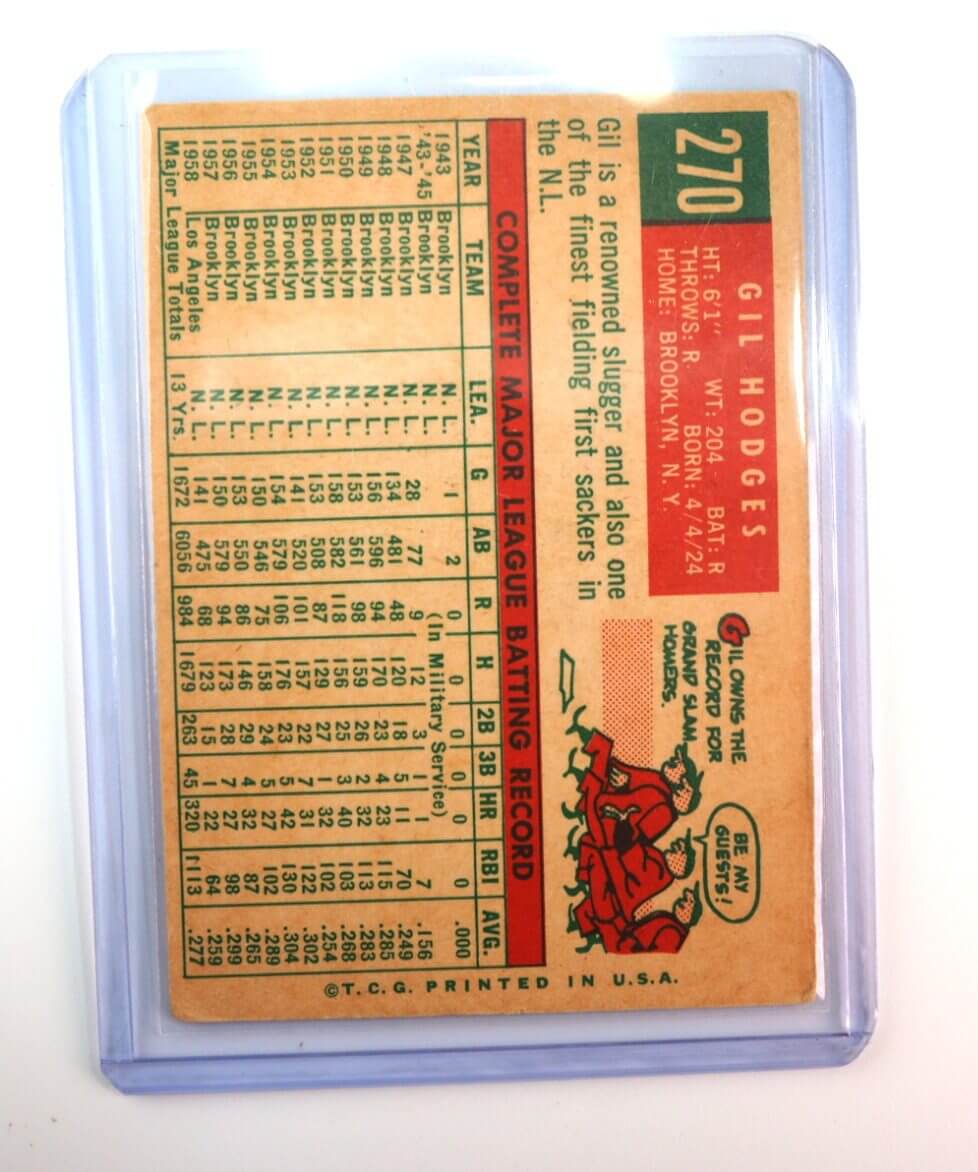 270
GIL HODGES
HT: 6'1" WT: 204 BAT: R
THROWS: R BORN: 4/4/24
HOME: BROOKLYN, N. Y.
Gil is a renowned slugger and also one
of the finest fielding first sackers in
the N.L.
GIL OWNS THE
RECORD FOR
GRAND SLAM
HOMERS.
BE MY
GUESTS!
COMPLETE MAJOR LEAGUE BATTING RECORD
YEAR TEAM LEA. G AB R H 2B 3B HR RBI AVG.
1943 Brooklyn N. L. 1 2 0 0 0 0 0 0 .000
'43-'45 Brooklyn N. L. (In Military Service)
1947 Brooklyn N. L. 28 77 9 12 3 1 1 7 .156
1948 Brooklyn N. L. 134 481 48 120 18 5 11 70 .249
1949 Brooklyn N. L. 156 596 94 170 23 4 23 115 .285
1950 Brooklyn N. L. 153 561 98 159 26 2 32 113 .283
1951 Brooklyn N. L. 158 582 118 156 25 3 40 103 .268
1952 Brooklyn N. L. 153 508 87 129 27 1 32 102 .254
1953 Brooklyn N. L. 141 520 101 157 22 7 31 122 .302
1954 Brooklyn N. L. 154 579 106 176 23 5 42 130 .304
1955 Brooklyn N. L. 150 546 75 158 24 5 27 102 .289
1956 Brooklyn N. L. 153 550 86 146 29 4 32 87 .265
1957 Brooklyn N. L. 150 579 94 173 28 7 27 98 .299
1958 Los Angeles N. L. 141 475 68 123 15 1 22 64 .259
Major League Totals 13 Yrs. 1672 6056 984 1679 263 45 320 1113 .277
©T.C.G. PRINTED IN U.S.A.